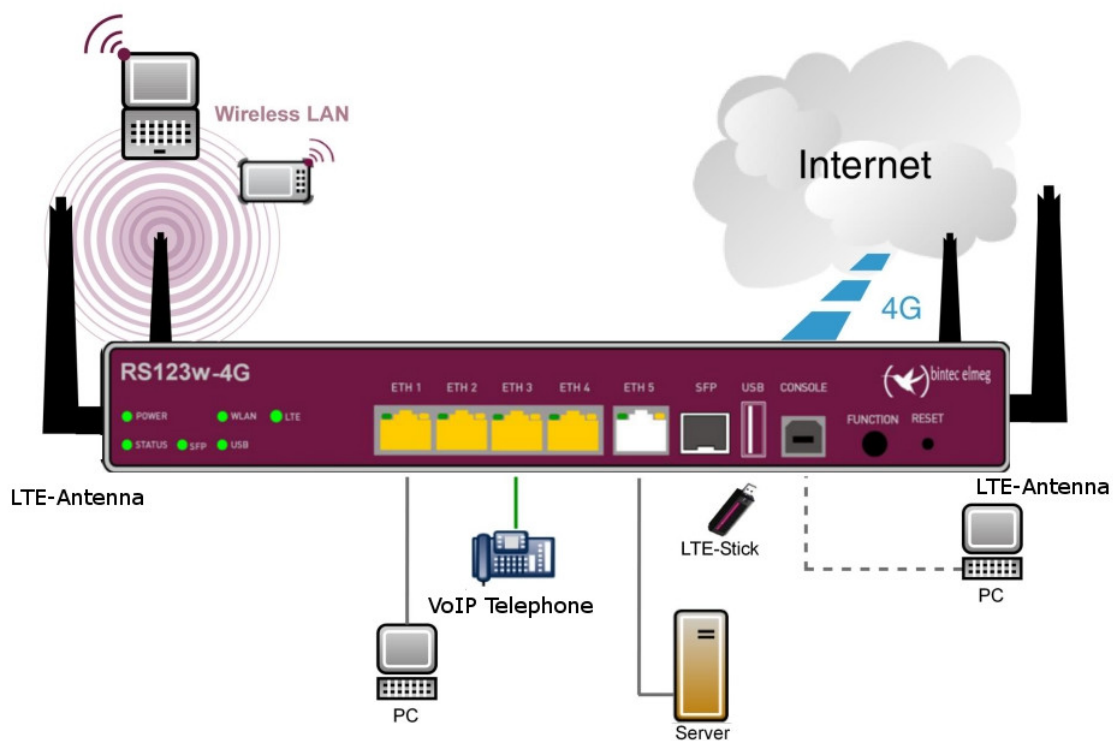 Wireless LAN
Internet
4G
RS123w-4G
bintec elmeg
ETH 1 ETH 2 ETH 3 ETH 4 ETH 5 SFP USB CONSOLE
FUNCTION RESET
POWER WLAN LTE
STATUS SFP USB
LTE-Antenna
LTE-Antenna
LTE-Stick
VoIP Telephone
PC
PC
Server